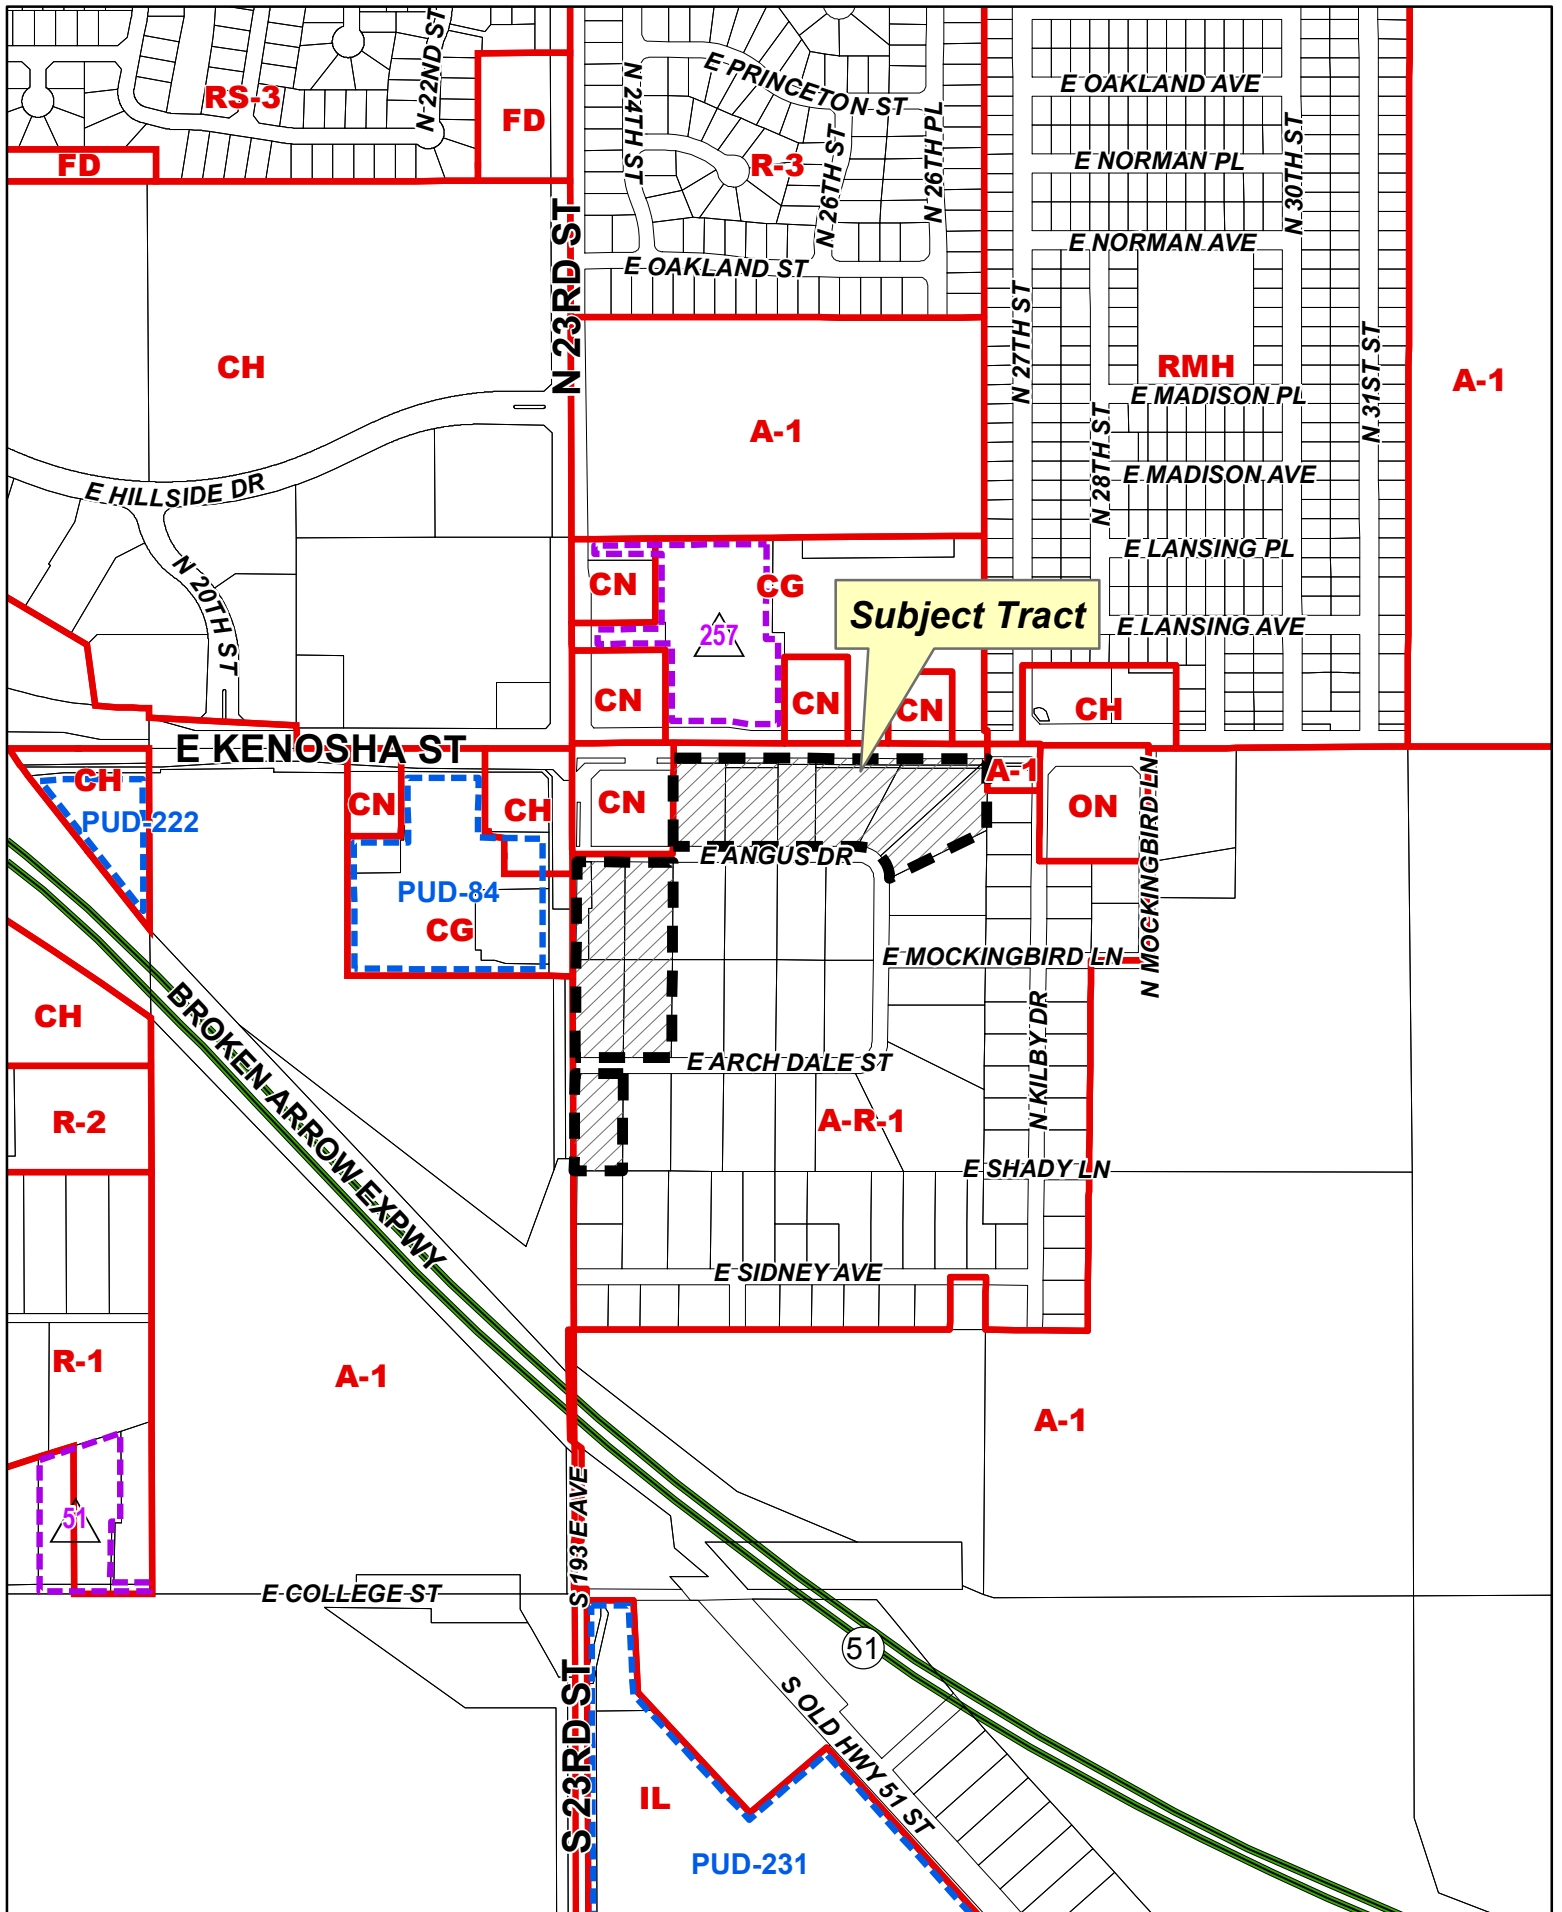 N 22ND ST
RS-3
FD
FD
N 24TH ST
E PRINCETON ST
R-3
N 26TH ST
N 26TH PL
E OAKLAND AVE
E NORMAN PL
N 30TH ST
E NORMAN AVE
N 23RD ST
E OAKLAND ST
CH
A-1
N 27TH ST
RMH
E MADISON PL
N 31ST ST
A-1
N 28TH ST
E MADISON AVE
E HILLSIDE DR
E LANSING PL
N 20TH ST
CN
CG
257
Subject Tract
E LANSING AVE
CN
CN
CN
CH
E KENOSHA ST
CH
PUD-222
CN
CH
CN
A-1
ON
N MOCKINGBIRD LN
E ANGUS DR
PUD-84
CG
E MOCKINGBIRD LN
CH
BROKEN ARROW EXPWY
N KILBY DR
E ARCH DALE ST
R-2
A-R-1
E SHADY LN
E SIDNEY AVE
R-1
A-1
A-1
51
S 193 E AVE
E COLLEGE ST
51
S 23RD ST
S OLD HWY 51 ST
IL
PUD-231